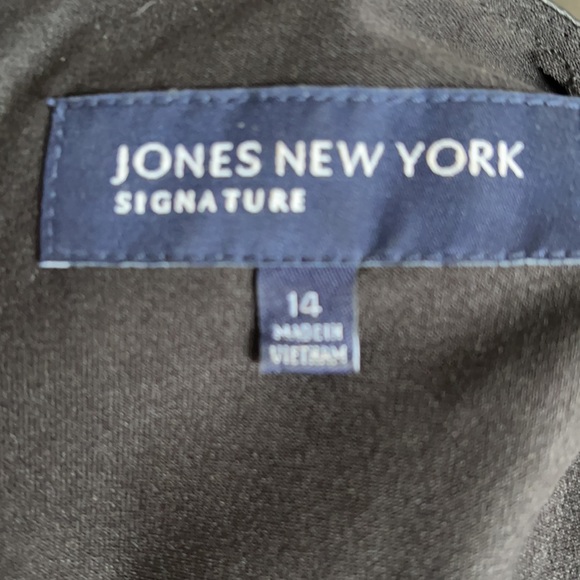 JONES NEW YORK
SIGNATURE
14
MADE IN
VIETNAM